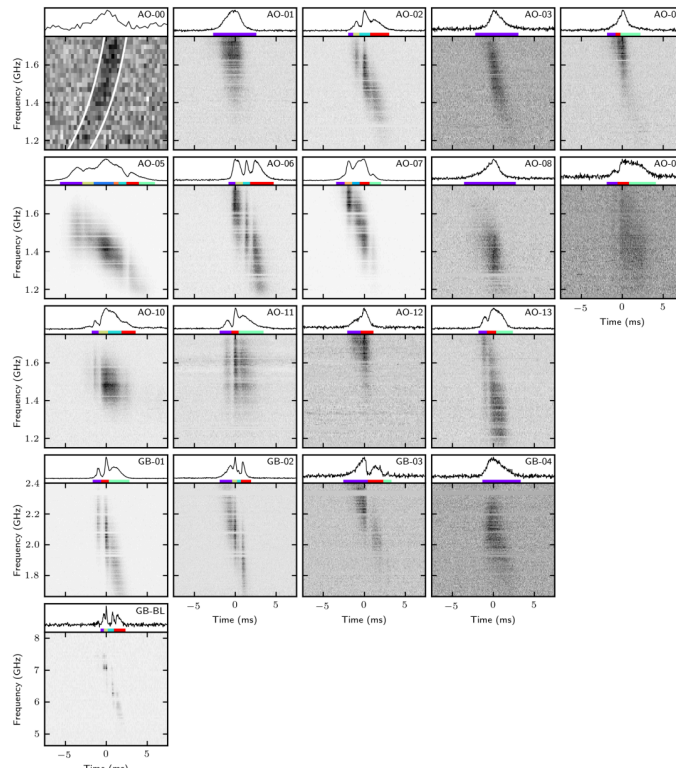 AO-00 AO-01 AO-02 AO-03
Frequency (GHz) 1.6 1.4 1.2
AO-05 AO-06 AO-07 AO-08
Frequency (GHz) 1.6 1.4 1.2
−5 0 5
Time (ms)
AO-10 AO-11 AO-12 AO-13
Frequency (GHz) 1.6 1.4 1.2
GB-01 GB-02 GB-03 GB-04
Frequency (GHz) 2.4 2.2 2.0 1.8
−5 0 5 −5 0 5 −5 0 5
Time (ms) Time (ms) Time (ms)
GB-BL
Frequency (GHz) 8 7 6 5
−5 0 5
Time (ms)